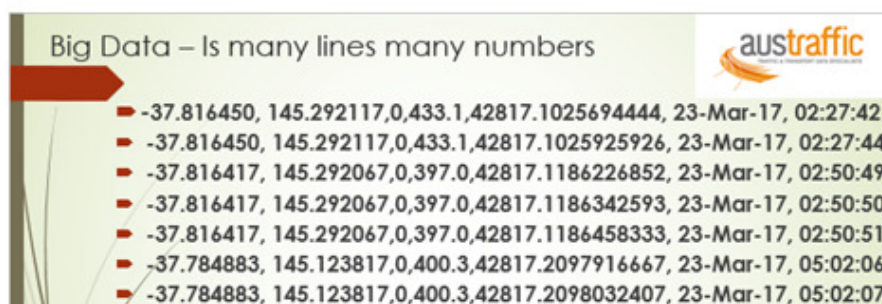 Big Data – Is many lines many numbers
austraffic
TRAFFIC & TRANSPORT DATA SPECIALISTS
-37.816450, 145.292117,0,433.1,42817.1025694444, 23-Mar-17, 02:27:42
-37.816450, 145.292117,0,433.1,42817.1025925926, 23-Mar-17, 02:27:44
-37.816417, 145.292067,0,397.0,42817.1186226852, 23-Mar-17, 02:50:49
-37.816417, 145.292067,0,397.0,42817.1186342593, 23-Mar-17, 02:50:50
-37.816417, 145.292067,0,397.0,42817.1186458333, 23-Mar-17, 02:50:51
-37.784883, 145.123817,0,400.3,42817.2097916667, 23-Mar-17, 05:02:06
-37.784883, 145.123817,0,400.3,42817.2098032407, 23-Mar-17, 05:02:07